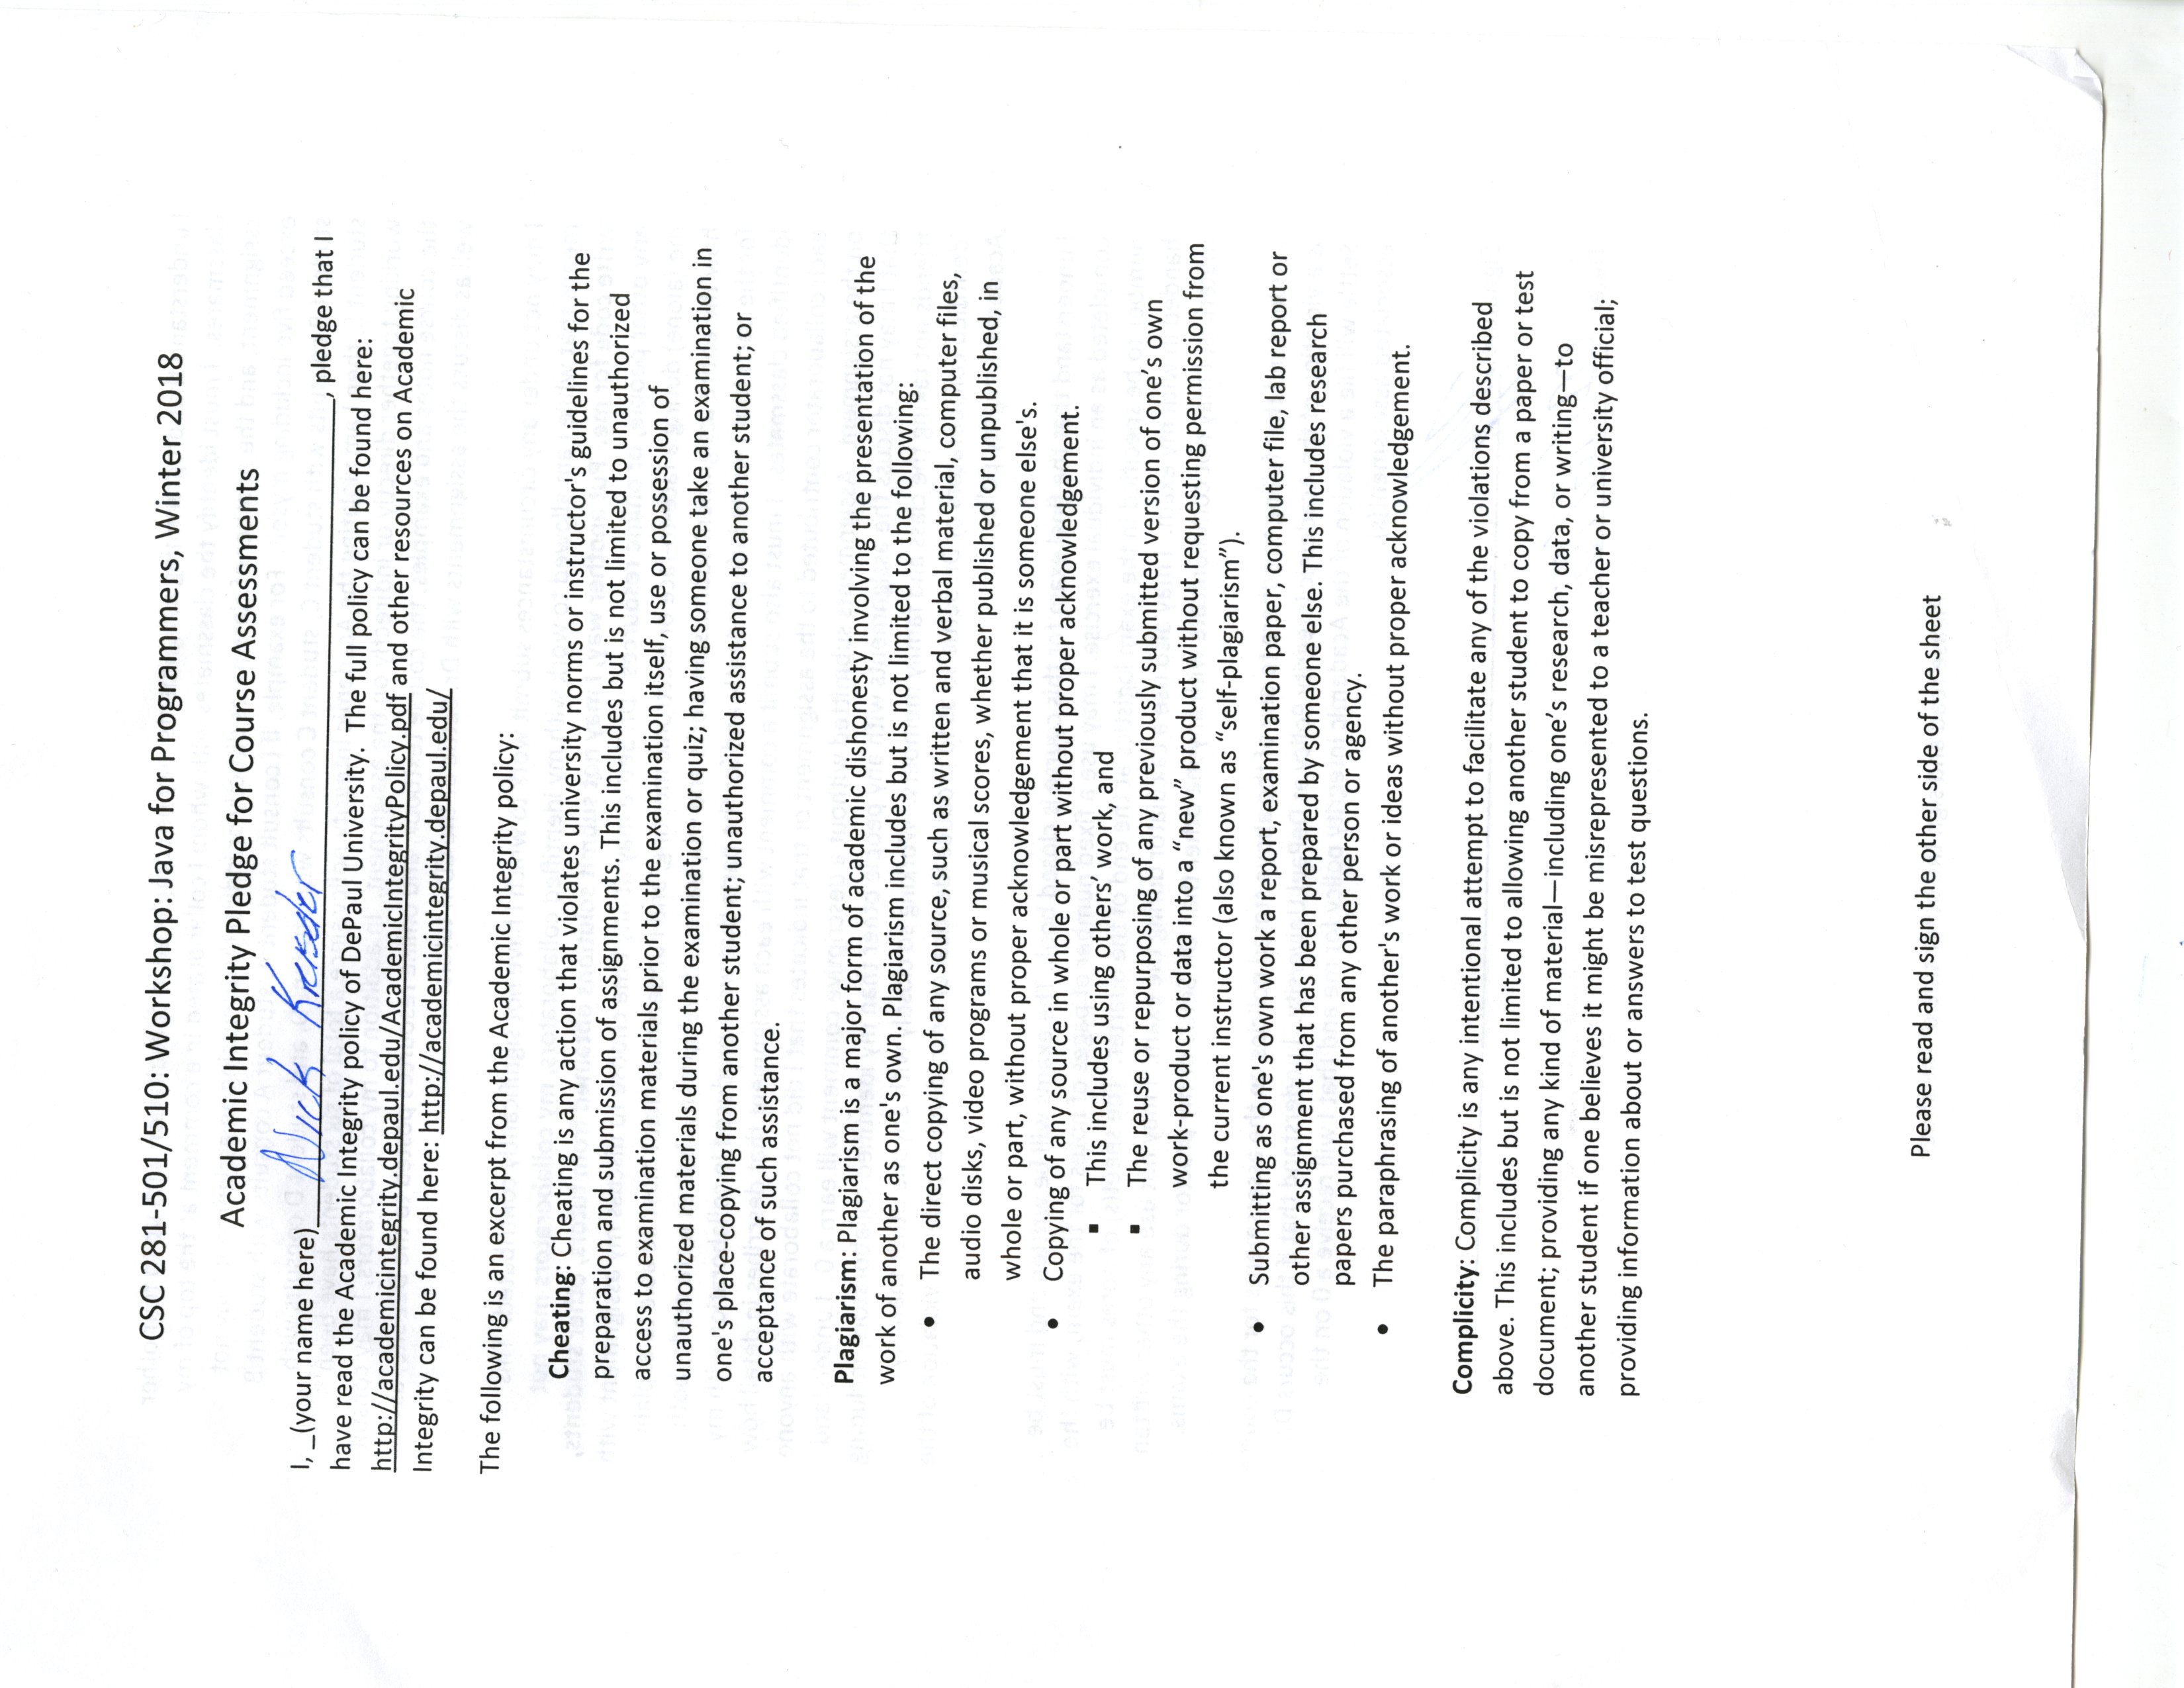 CSC 281-501/510: Workshop: Java for Programmers, Winter 2018
Academic Integrity Pledge for Course Assessments
I, _(your name here) Nick , pledge that I
have read the Academic Integrity policy of DePaul University. The full policy can be found here:
http://academicintegrity.depaul.edu/AcademicIntegrityPolicy.pdf and other resources on Academic
Integrity can be found here: http://academicintegrity.depaul.edu/
The following is an excerpt from the Academic Integrity policy:
Cheating: Cheating is any action that violates university norms or instructor's guidelines for the
preparation and submission of assignments. This includes but is not limited to unauthorized
access to examination materials prior to the examination itself, use or possession of
unauthorized materials during the examination or quiz; having someone take an examination in
one's place-copying from another student; unauthorized assistance to another student; or
acceptance of such assistance.
Plagiarism: Plagiarism is a major form of academic dishonesty involving the presentation of the
work of another as one's own. Plagiarism includes but is not limited to the following:
• The direct copying of any source, such as written and verbal material, computer files,
audio disks, video programs or musical scores, whether published or unpublished, in
whole or part, without proper acknowledgement that it is someone else's.
• Copying of any source in whole or part without proper acknowledgement.
▪ This includes using others' work, and
▪ The reuse or repurposing of any previously submitted version of one's own
work-product or data into a “new” product without requesting permission from
the current instructor (also known as “self-plagiarism”).
• Submitting as one's own work a report, examination paper, computer file, lab report or
other assignment that has been prepared by someone else. This includes research
papers purchased from any other person or agency.
• The paraphrasing of another's work or ideas without proper acknowledgement.
Complicity: Complicity is any intentional attempt to facilitate any of the violations described
above. This includes but is not limited to allowing another student to copy from a paper or test
document; providing any kind of material—including one's research, data, or writing—to
another student if one believes it might be misrepresented to a teacher or university official;
providing information about or answers to test questions.
Please read and sign the other side of the sheet